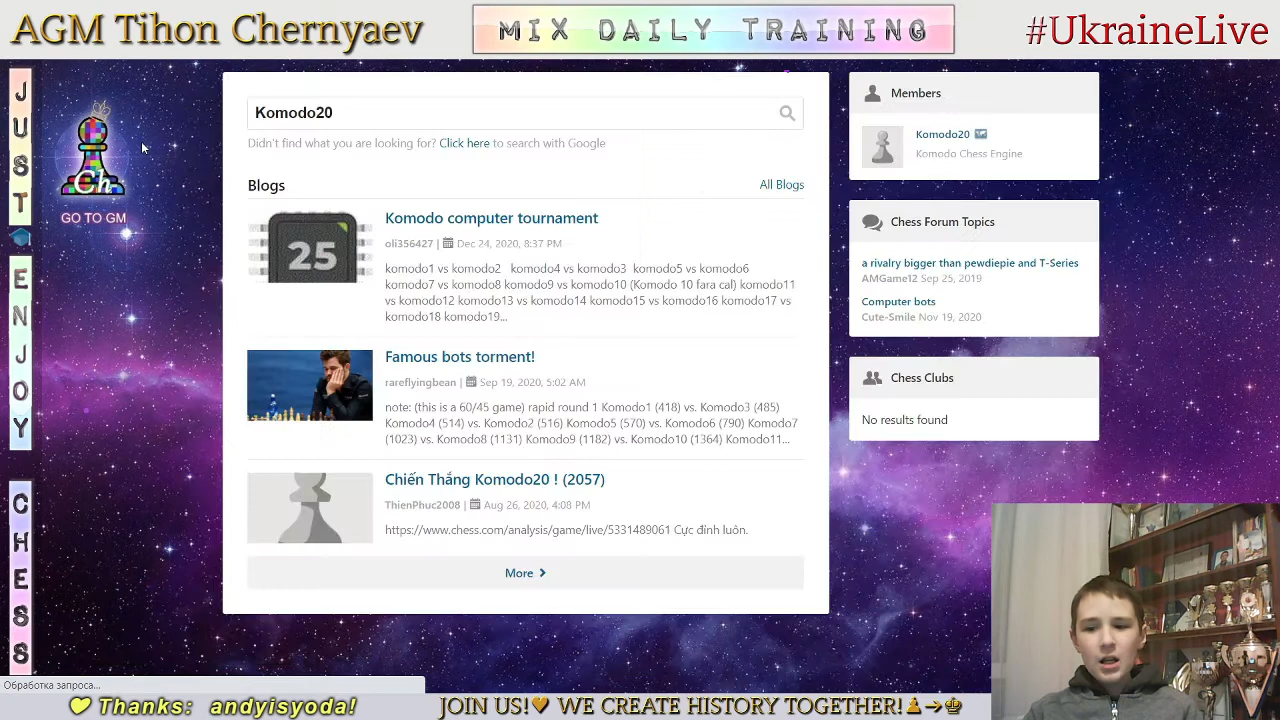 AGM Tihon Chernyaev
MIX DAILY TRAINING
#UkraineLive
JUST
ENJOY
CHESS
Ch
GO TO GM
Komodo20
Didn't find what you are looking for? Click here to search with Google
Blogs
All Blogs
25
Komodo computer tournament
oli356427 | Dec 24, 2020, 8:37 PM
komodo1 vs komodo2 komodo4 vs komodo3 komodo5 vs komodo6
komodo7 vs komodo8 komodo9 vs komodo10 (Komodo 10 fara cal) komodo11
vs komodo12 komodo13 vs komodo14 komodo15 vs komodo16 komodo17 vs
komodo18 komodo19...
Famous bots torment!
rareflyingbean | Sep 19, 2020, 5:02 AM
note: (this is a 60/45 game) rapid round 1 Komodo1 (418) vs. Komodo3 (485)
Komodo4 (514) vs. Komodo2 (516) Komodo5 (570) vs. Komodo6 (790) Komodo7
(1023) vs. Komodo8 (1131) Komodo9 (1182) vs. Komodo10 (1364) Komodo11...
Chiến Thắng Komodo20 ! (2057)
ThienPhuc2008 | Aug 26, 2020, 4:08 PM
https://www.chess.com/analysis/game/live/5331489061 Cực đỉnh luôn.
More
Members
Komodo20
Komodo Chess Engine
Chess Forum Topics
a rivalry bigger than pewdiepie and T-Series
AMGame12 Sep 25, 2019
Computer bots
Cute-Smile Nov 19, 2020
Chess Clubs
No results found
Обработка запроса...
Thanks: andyisyoda!
JOIN US! WE CREATE HISTORY TOGETHER!